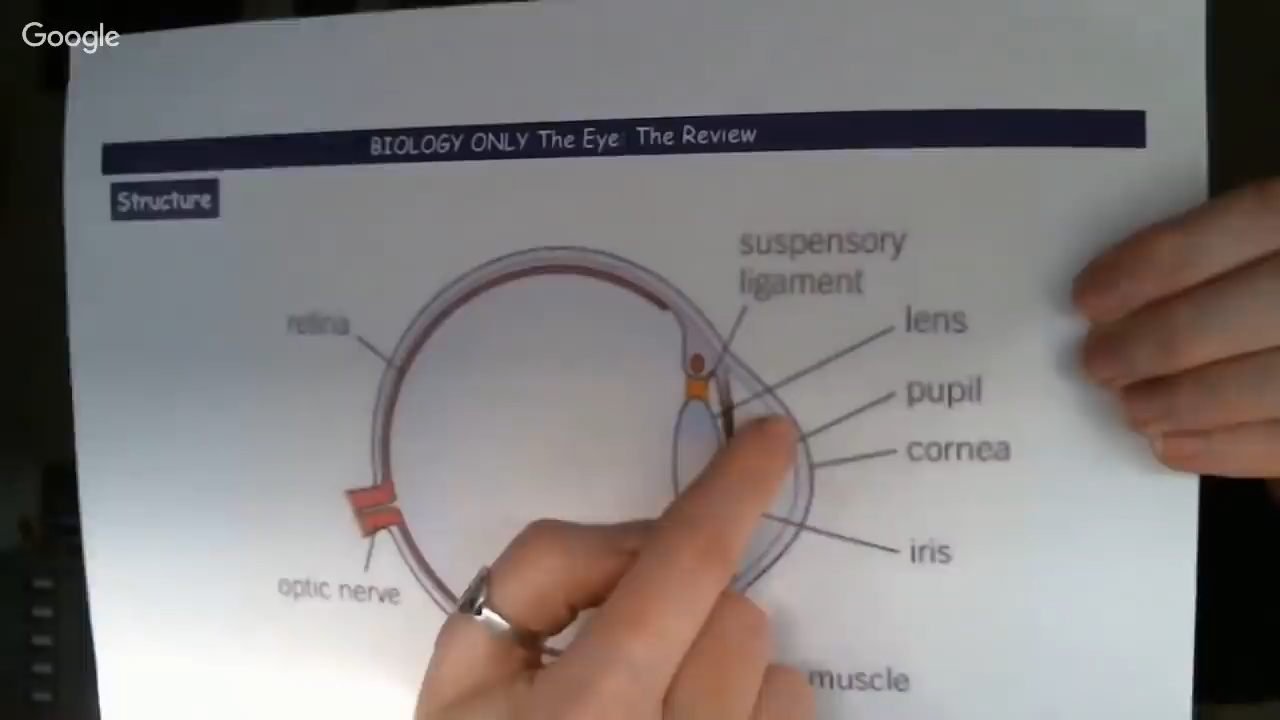 Google
BIOLOGY ONLY The Eye: The Review
Structure
suspensory
ligament
retina
lens
pupil
cornea
iris
optic nerve
muscle